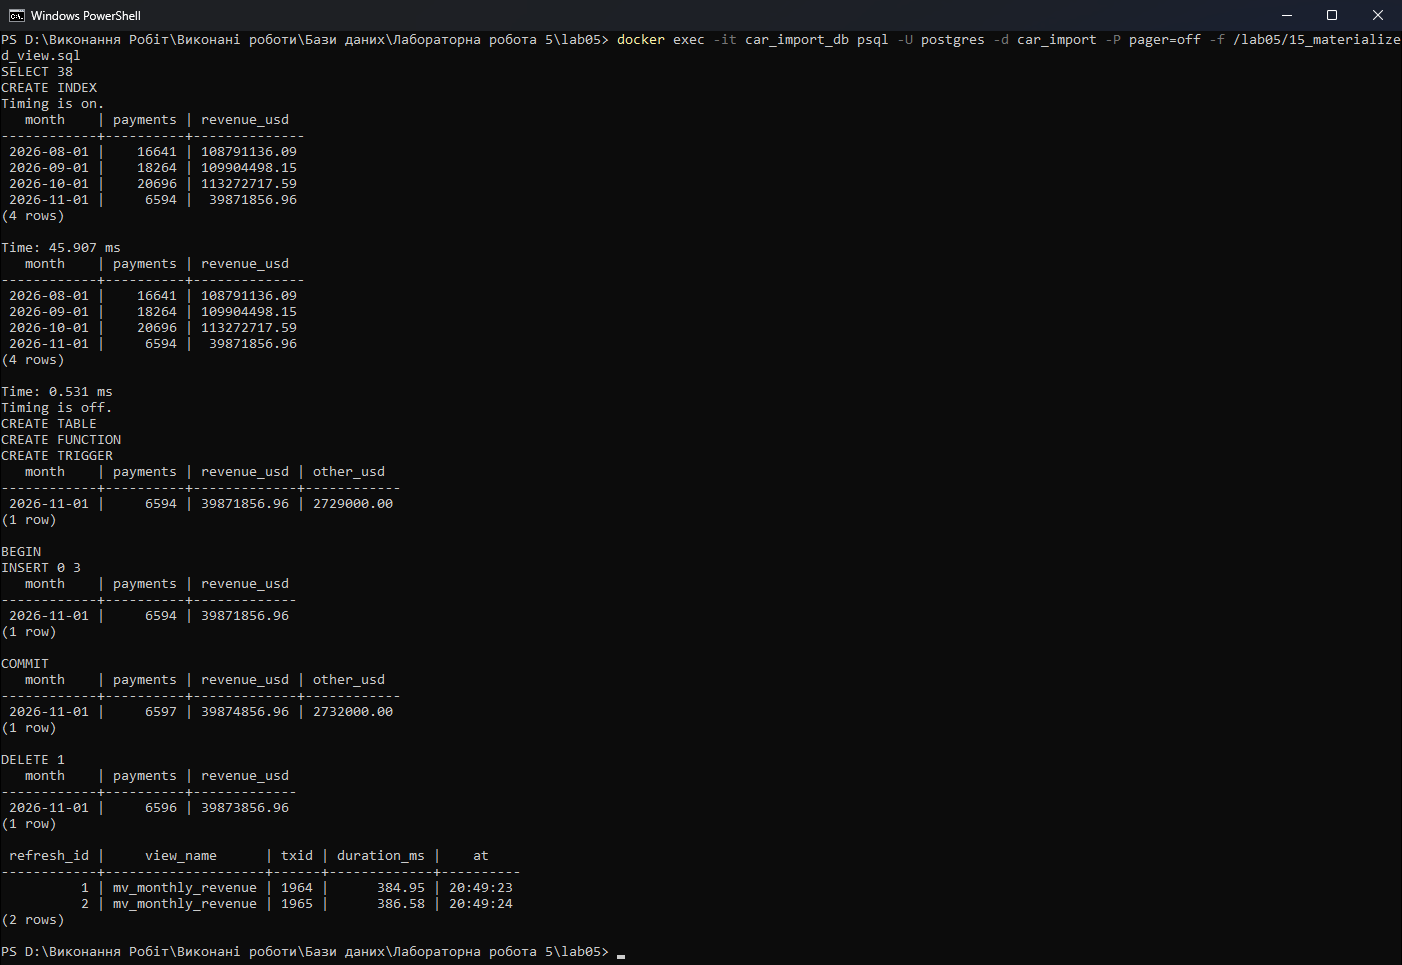 Windows PowerShell
PS D:\Виконання Робіт\Виконані роботи\Бази даних\Лабораторна робота 5\lab05> docker exec -it car_import_db psql -U postgres -d car_import -P pager=off -f /lab05/15_materialize
d_view.sql
SELECT 38
CREATE INDEX
Timing is on.
   month    | payments | revenue_usd
------------+----------+--------------
 2026-08-01 |    16641 | 108791136.09
 2026-09-01 |    18264 | 109904498.15
 2026-10-01 |    20696 | 113272717.59
 2026-11-01 |     6594 |  39871856.96
(4 rows)

Time: 45.907 ms
   month    | payments | revenue_usd
------------+----------+--------------
 2026-08-01 |    16641 | 108791136.09
 2026-09-01 |    18264 | 109904498.15
 2026-10-01 |    20696 | 113272717.59
 2026-11-01 |     6594 |  39871856.96
(4 rows)

Time: 0.531 ms
Timing is off.
CREATE TABLE
CREATE FUNCTION
CREATE TRIGGER
   month    | payments | revenue_usd | other_usd
------------+----------+-------------+------------
 2026-11-01 |     6594 | 39871856.96 | 2729000.00
(1 row)

BEGIN
INSERT 0 3
   month    | payments | revenue_usd
------------+----------+-------------
 2026-11-01 |     6594 | 39871856.96
(1 row)

COMMIT
   month    | payments | revenue_usd | other_usd
------------+----------+-------------+------------
 2026-11-01 |     6597 | 39874856.96 | 2732000.00
(1 row)

DELETE 1
   month    | payments | revenue_usd
------------+----------+-------------
 2026-11-01 |     6596 | 39873856.96
(1 row)

 refresh_id |     view_name      | txid | duration_ms |    at
------------+--------------------+------+-------------+----------
          1 | mv_monthly_revenue | 1964 |      384.95 | 20:49:23
          2 | mv_monthly_revenue | 1965 |      386.58 | 20:49:24
(2 rows)

PS D:\Виконання Робіт\Виконані роботи\Бази даних\Лабораторна робота 5\lab05>